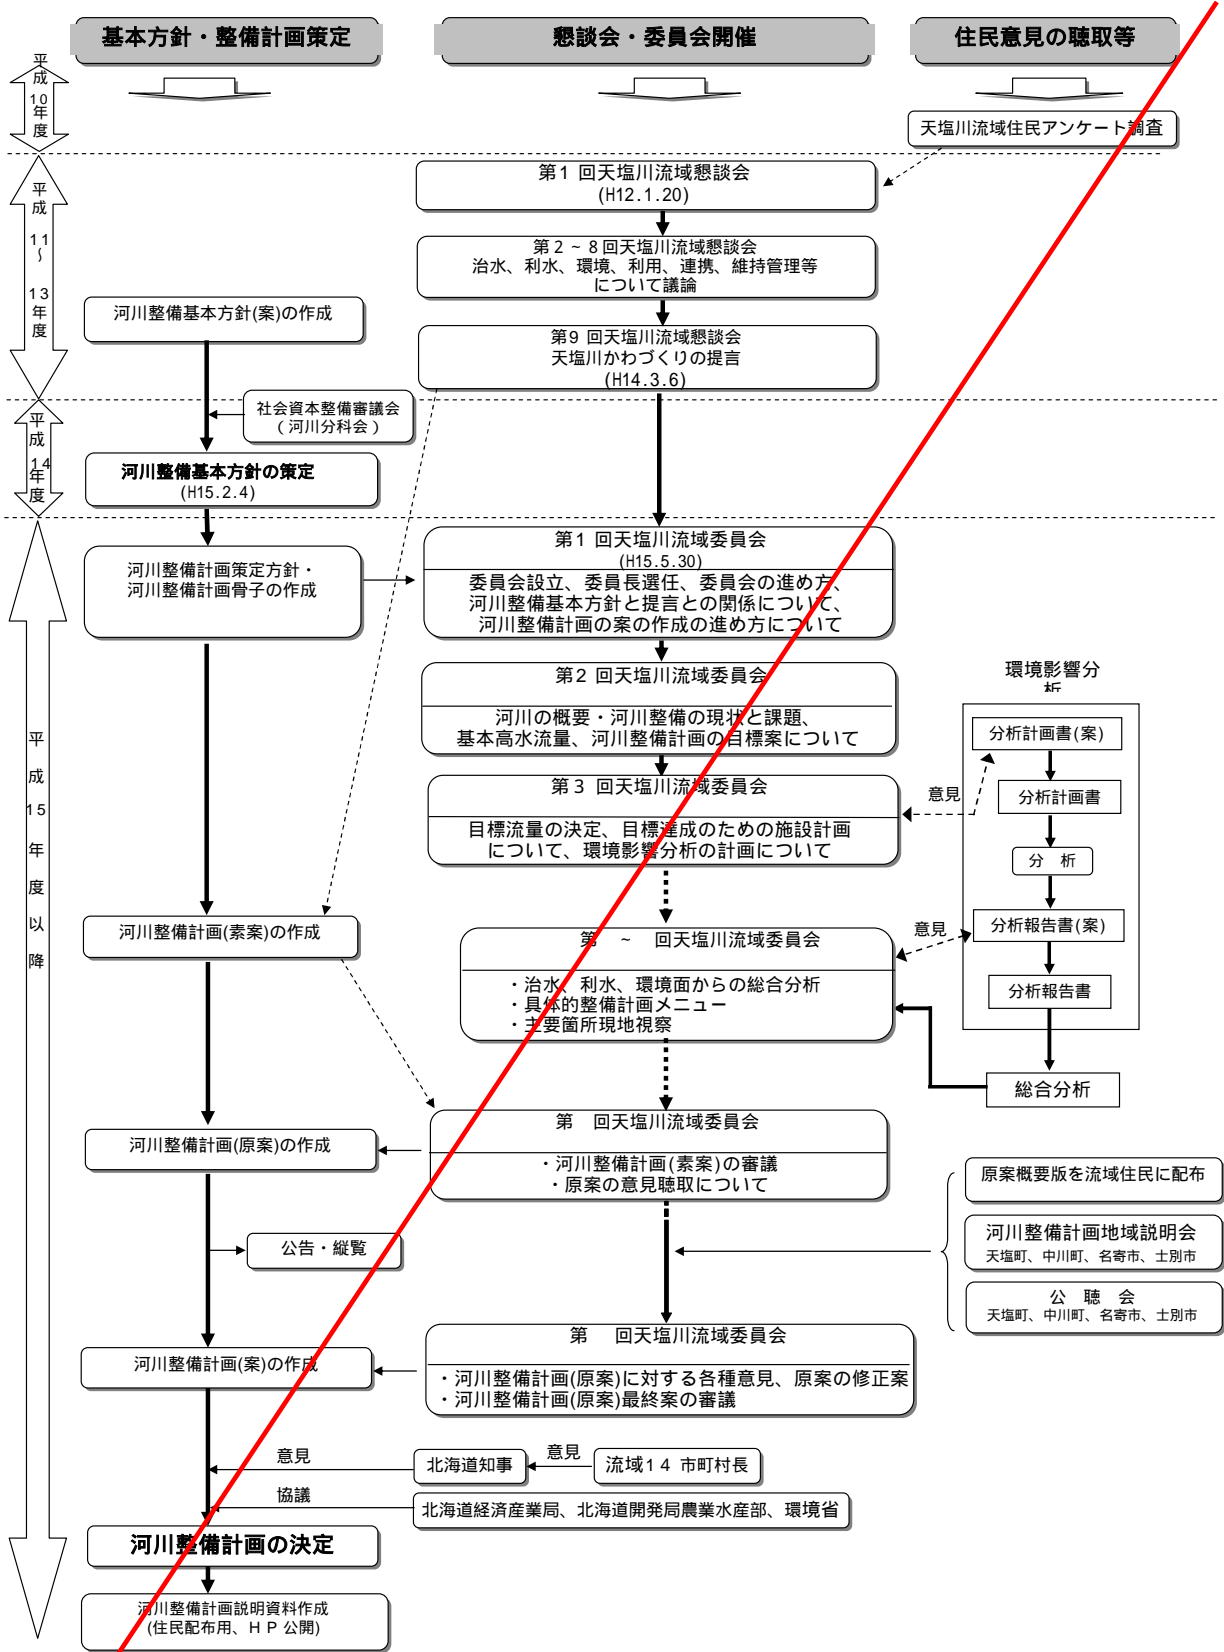 基本方針・整備計画策定
懇談会・委員会開催
住民意見の聴取等
平成10年度
天塩川流域住民アンケート調査
平成11～13年度
第1 回天塩川流域懇談会
(H12.1.20)
第２～８回天塩川流域懇談会
治水、利水、環境、利用、連携、維持管理等
について議論
河川整備基本方針(案)の作成
第9 回天塩川流域懇談会
天塩川かわづくりの提言
(H14.3.6)
平成14年度
社会資本整備審議会
（河川分科会）
河川整備基本方針の策定
(H15.2.4)
平成15年度以降
河川整備計画策定方針・
河川整備計画骨子の作成
第1 回天塩川流域委員会
(H15.5.30)
委員会設立、委員長選任、委員会の進め方、
河川整備基本方針と提言との関係について、
河川整備計画の案の作成の進め方について
第2 回天塩川流域委員会
河川の概要・河川整備の現状と課題、
基本高水流量、河川整備計画の目標案について
環境影響分
析
分析計画書(案)
分析計画書
分　析
分析報告書(案)
分析報告書
総合分析
意見
第３ 回天塩川流域委員会
目標流量の決定、目標達成のための施設計画
について、環境影響分析の計画について
河川整備計画(素案)の作成
意見
第　～　回天塩川流域委員会
・治水、利水、環境面からの総合分析
・具体的整備計画メニュー
・主要箇所現地視察
河川整備計画(原案)の作成
第　回天塩川流域委員会
・河川整備計画(素案)の審議
・原案の意見聴取について
原案概要版を流域住民に配布
河川整備計画地域説明会
天塩町、中川町、名寄市、士別市
公　聴　会
天塩町、中川町、名寄市、士別市
公告・縦覧
河川整備計画(案)の作成
第　回天塩川流域委員会
・河川整備計画(原案)に対する各種意見、原案の修正案
・河川整備計画(原案)最終案の審議
意見
北海道知事
意見
流域１４ 市町村長
協議
北海道経済産業局、北海道開発局農業水産部、環境省
河川整備計画の決定
河川整備計画説明資料作成
(住民配布用、ＨＰ公開)